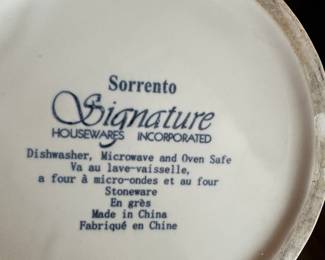 Sorrento
Signature
HOUSEWARES INCORPORATED
Dishwasher, Microwave and Oven Safe
Va au lave-vaisselle,
a four à micro-ondes et au four
Stoneware
En grès
Made in China
Fabriqué en Chine